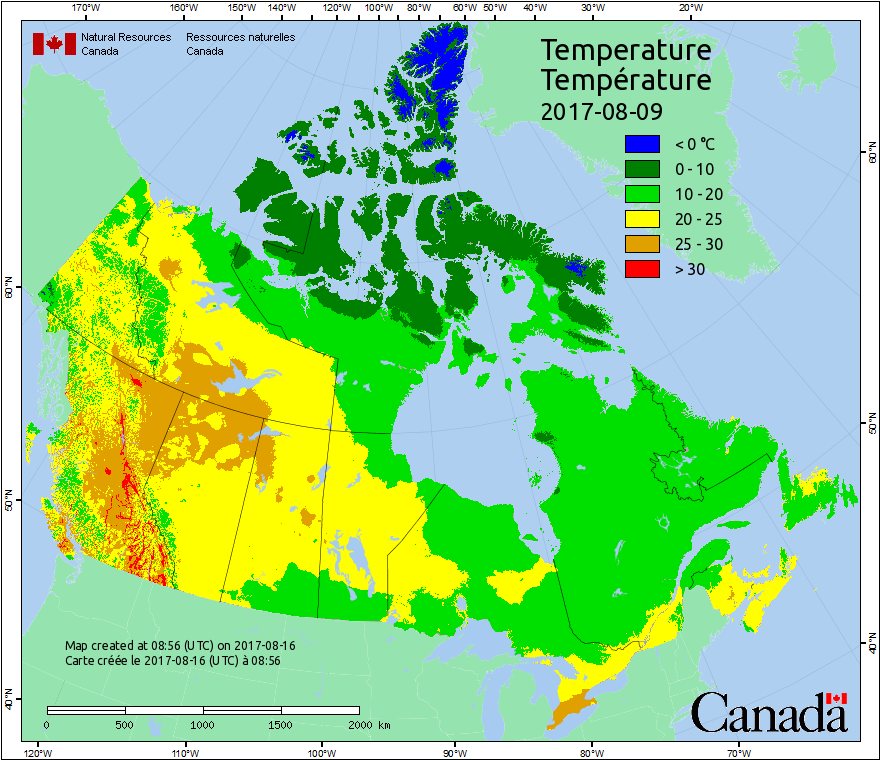 170°W 160°W 150°W 140°W 130°W 120°W 110°W 100°W 80°W 60°W 50°W 40°W 30°W 20°W
Natural Resources Canada
Ressources naturelles Canada
Temperature
Température
2017-08-09
< 0 °C
0 - 10
10 - 20
20 - 25
25 - 30
> 30
60°N
60°N
50°N
50°N
40°N
40°N
Map created at 08:56 (UTC) on 2017-08-16
Carte créée le 2017-08-16 (UTC) à 08:56
0 500 1000 1500 2000 km
Canada
120°W 110°W 100°W 90°W 80°W 70°W